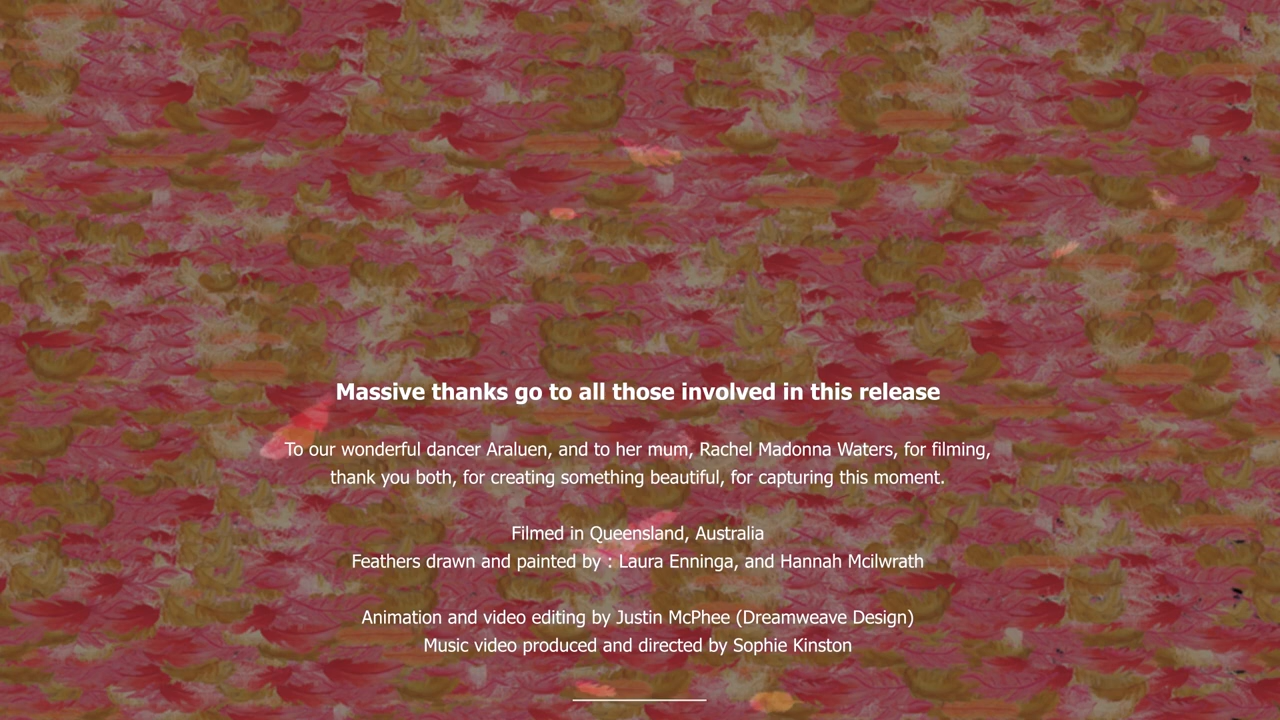 Massive thanks go to all those involved in this release
To our wonderful dancer Araluen, and to her mum, Rachel Madonna Waters, for filming,
thank you both, for creating something beautiful, for capturing this moment.
Filmed in Queensland, Australia
Feathers drawn and painted by : Laura Enninga, and Hannah Mcilwrath
Animation and video editing by Justin McPhee (Dreamweave Design)
Music video produced and directed by Sophie Kinston